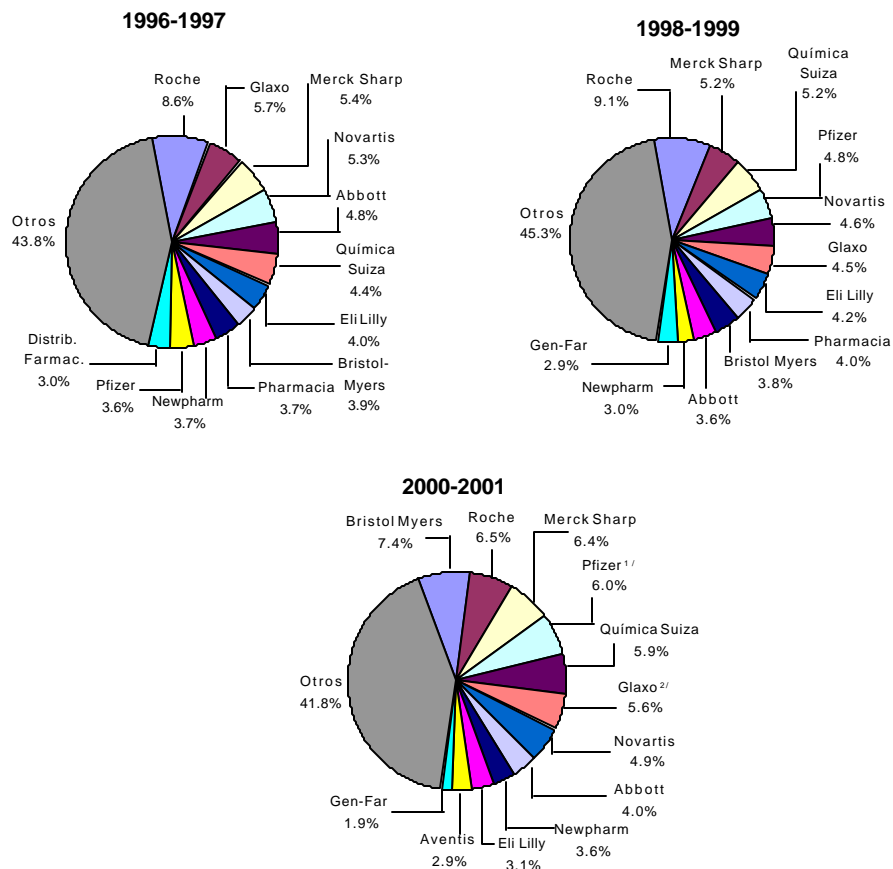 1996-1997
Roche
8.6%
Glaxo
5.7%
Merck Sharp
5.4%
Novartis
5.3%
Abbott
4.8%
Química
Suiza
4.4%
Eli Lilly
4.0%
Bristol-
Myers
3.9%
Pharmacia
3.7%
Newpharm
3.7%
Pfizer
3.6%
Distrib.
Farmac.
3.0%
Otros
43.8%
1998-1999
Roche
9.1%
Merck Sharp
5.2%
Química
Suiza
5.2%
Pfizer
4.8%
Novartis
4.6%
Glaxo
4.5%
Eli Lilly
4.2%
Pharmacia
4.0%
Bristol Myers
3.8%
Abbott
3.6%
Newpharm
3.0%
Gen-Far
2.9%
Otros
45.3%
2000-2001
Bristol Myers
7.4%
Roche
6.5%
Merck Sharp
6.4%
Pfizer 1/
6.0%
Química Suiza
5.9%
Glaxo 2/
5.6%
Novartis
4.9%
Abbott
4.0%
Newpharm
3.6%
Eli Lilly
3.1%
Aventis
2.9%
Gen-Far
1.9%
Otros
41.8%